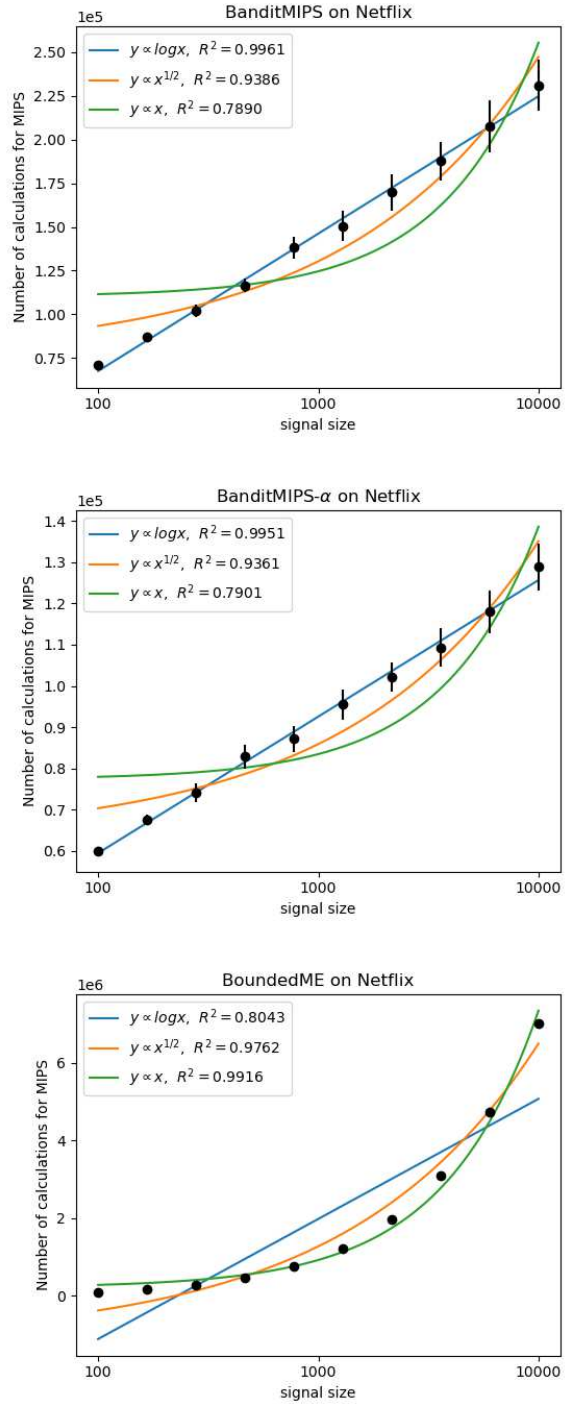 BanditMIPS on Netflix
1e5
y ∝ logx, R² = 0.9961
y ∝ x^{1/2}, R² = 0.9386
y ∝ x, R² = 0.7890
Number of calculations for MIPS
2.50
2.25
2.00
1.75
1.50
1.25
1.00
0.75
100
1000
10000
signal size
BanditMIPS-α on Netflix
1e5
y ∝ logx, R² = 0.9951
y ∝ x^{1/2}, R² = 0.9361
y ∝ x, R² = 0.7901
Number of calculations for MIPS
1.4
1.3
1.2
1.1
1.0
0.9
0.8
0.7
0.6
100
1000
10000
signal size
BoundedME on Netflix
1e6
y ∝ logx, R² = 0.8043
y ∝ x^{1/2}, R² = 0.9762
y ∝ x, R² = 0.9916
Number of calculations for MIPS
6
4
2
0
100
1000
10000
signal size